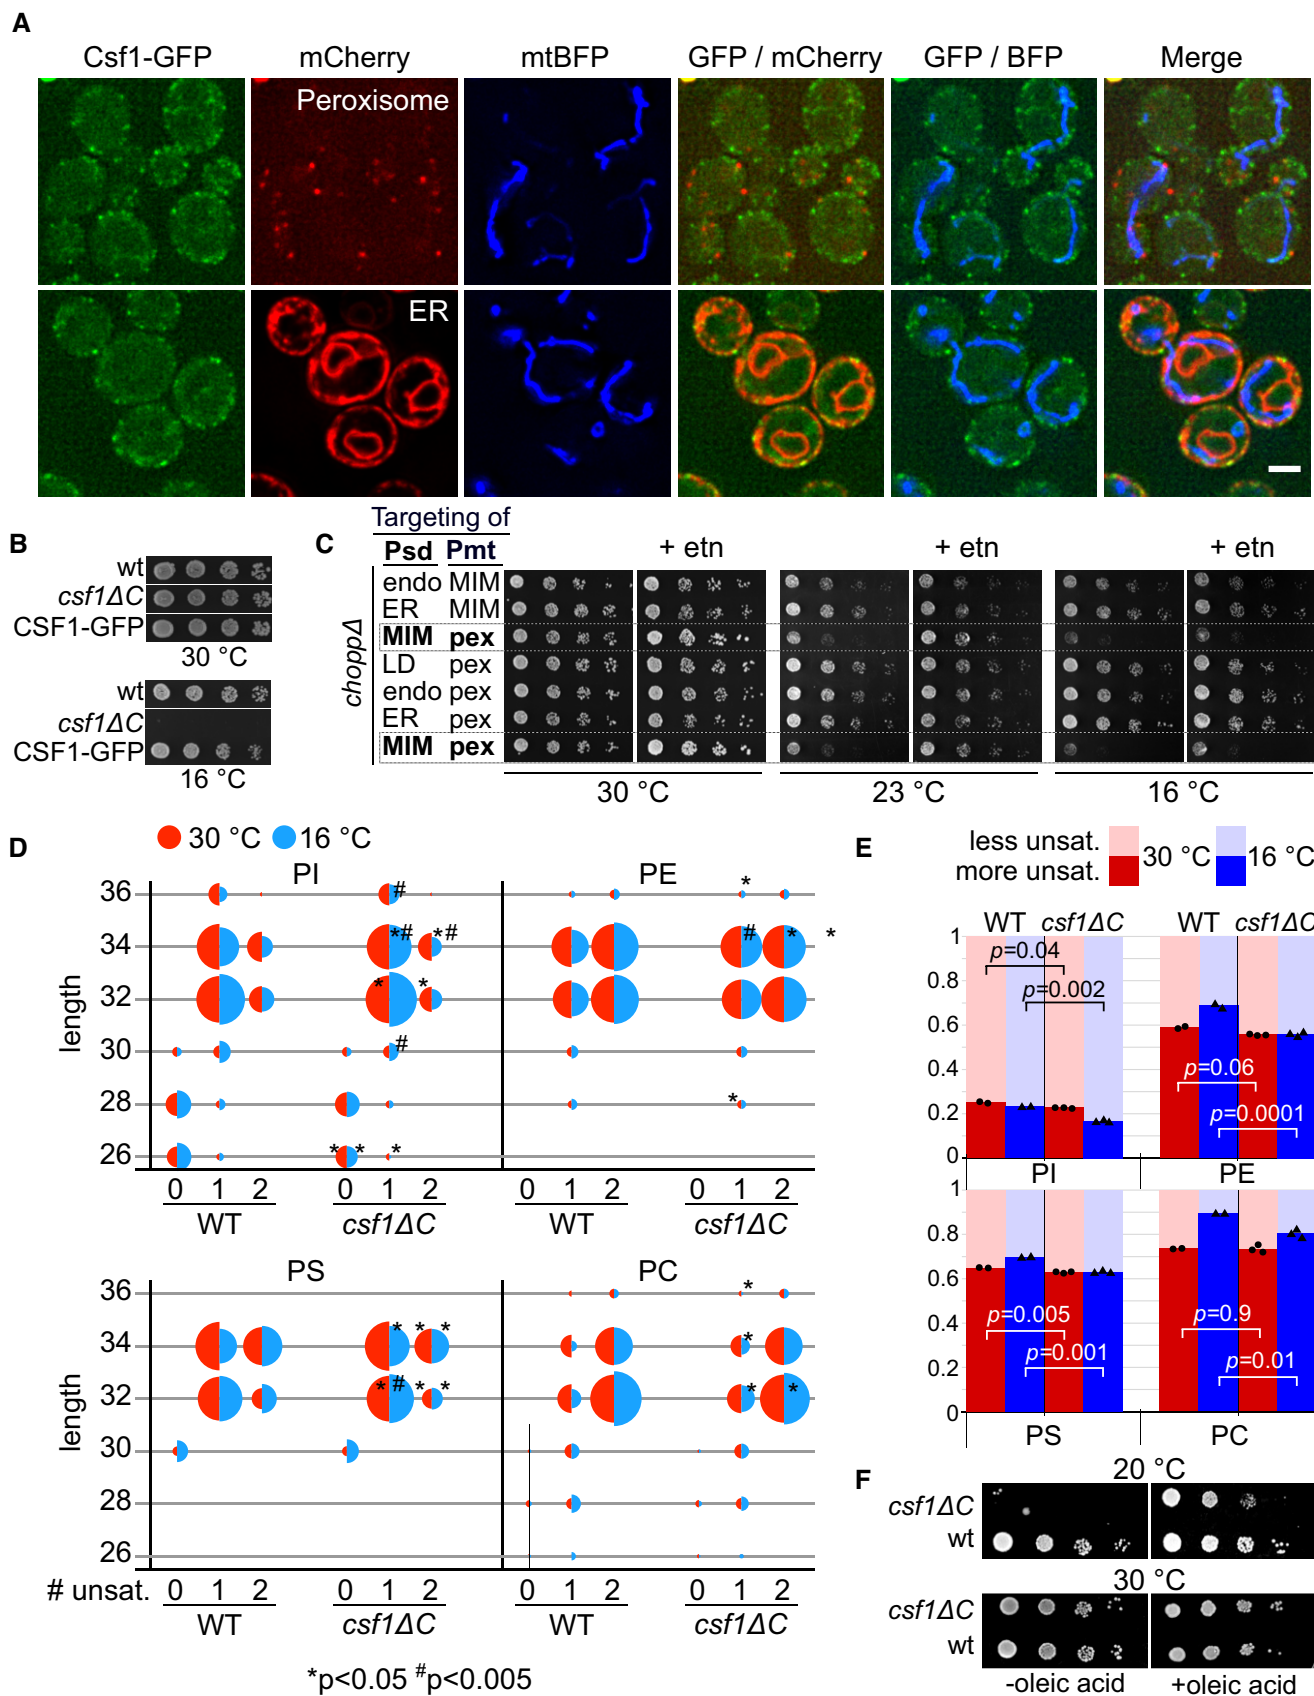 A
Csf1-GFP mCherry mtBFP GFP / mCherry GFP / BFP Merge
Peroxisome
ER
B
wt
csf1ΔC
CSF1-GFP
30 °C
wt
csf1ΔC
CSF1-GFP
16 °C
C
Targeting of
Psd Pmt
+ etn + etn + etn
choppΔ
endo MIM
ER MIM
MIM pex
LD pex
endo pex
ER pex
MIM pex
30 °C 23 °C 16 °C
D
30 °C 16 °C
PI PE
length
36
34
32
30
28
26
* # *# *# * * # * * * * # * * *
0 1 2 0 1 2 0 1 2 0 1 2
WT csf1ΔC WT csf1ΔC
PS PC
length
36
34
32
30
28
26
* * * * * # * * * * * *
# unsat. 0 1 2 0 1 2 0 1 2 0 1 2
WT csf1ΔC WT csf1ΔC
*p<0.05 #p<0.005
E
less unsat.
more unsat.
30 °C 16 °C
WT csf1ΔC WT csf1ΔC
1
0.8
0.6
0.4
0.2
0
p=0.04
p=0.002
p=0.06
p=0.0001
PI PE
1
0.8
0.6
0.4
0.2
0
p=0.005
p=0.001
p=0.9
p=0.01
PS PC
F
20 °C
csf1ΔC
wt
30 °C
csf1ΔC
wt
-oleic acid +oleic acid